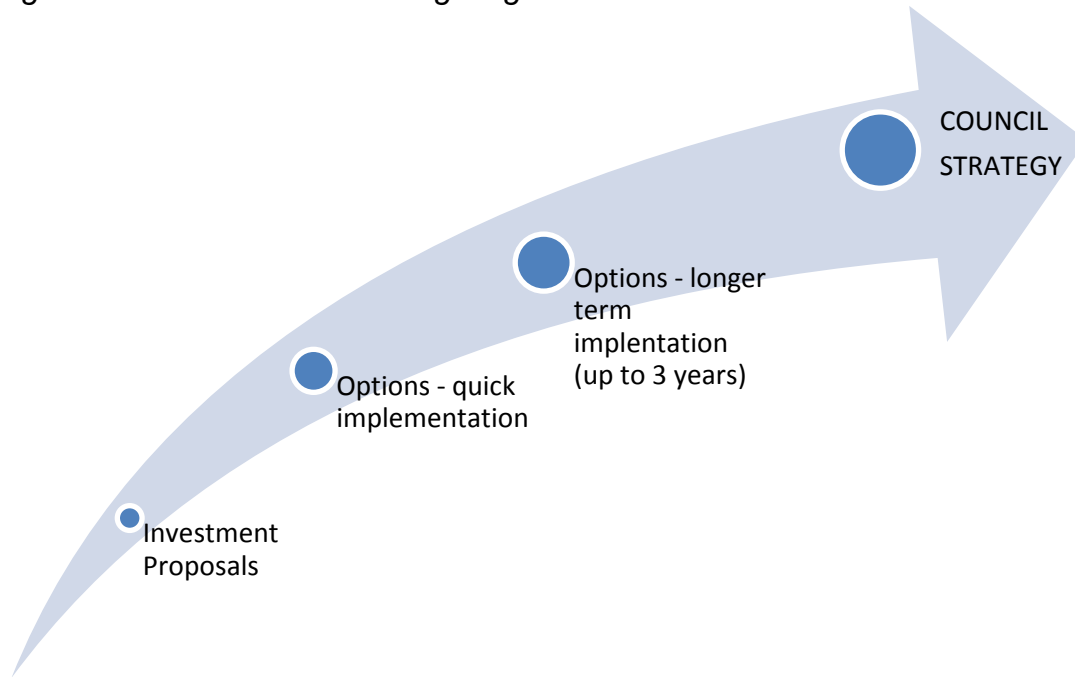 COUNCIL
STRATEGY
Options - longer
term
implentation
(up to 3 years)
Options - quick
implementation
Investment
Proposals